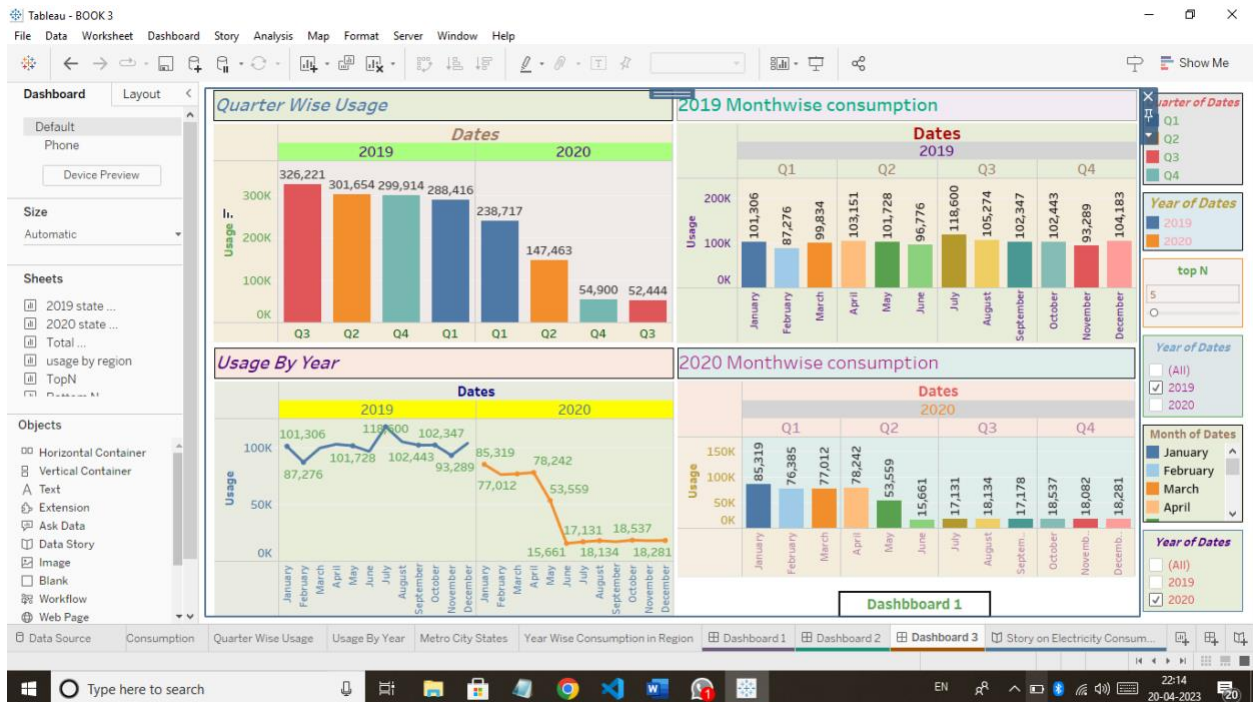 Tableau - BOOK 3
File Data Worksheet Dashboard Story Analysis Map Format Server Window Help
Show Me
Dashboard Layout
Default
Phone
Device Preview
Size
Automatic
Sheets
2019 state ...
2020 state ...
Total ...
usage by region
TopN
Objects
Horizontal Container
Vertical Container
Text
Extension
Ask Data
Data Story
Image
Blank
Workflow
Web Page
Quarter Wise Usage
Dates
2019 2020
326,221 301,654 299,914 288,416 238,717 147,463 54,900 52,444
Usage
300K
200K
100K
0K
Q3 Q2 Q4 Q1 Q1 Q2 Q4 Q3
2019 Monthwise consumption
Dates
2019
Q1 Q2 Q3 Q4
Usage
200K
100K
0K
101,306 87,276 99,834 103,151 101,728 96,776 118,600 105,274 102,347 102,443 93,289 104,183
January February March April May June July August September October November December
Usage By Year
Dates
2019 2020
Usage
100K
50K
0K
101,306 118,600 102,347 85,319 78,242
87,276 101,728 102,443 93,289 77,012 53,559
17,131 18,537
15,661 18,134 18,281
January February March April May June July August September October November December January February March April May June July August September October November December
2020 Monthwise consumption
Dates
2020
Q1 Q2 Q3 Q4
Usage
150K
100K
50K
0K
85,319 76,385 77,012 78,242 53,559 15,661 17,131 18,134 17,178 18,537 18,082 18,281
January February March April May June July August Septem.. October Novemb.. Decemb..
Dashbboard 1
uarter of Dates
Q1
Q2
Q3
Q4
Year of Dates
2019
2020
top N
5
Year of Dates
(All)
2019
2020
Month of Dates
January
February
March
April
Year of Dates
(All)
2019
2020
Data Source Consumption Quarter Wise Usage Usage By Year Metro City States Year Wise Consumption in Region Dashboard 1 Dashboard 2 Dashboard 3 Story on Electricity Consum...
Type here to search
1
EN
22:14
20-04-2023
20